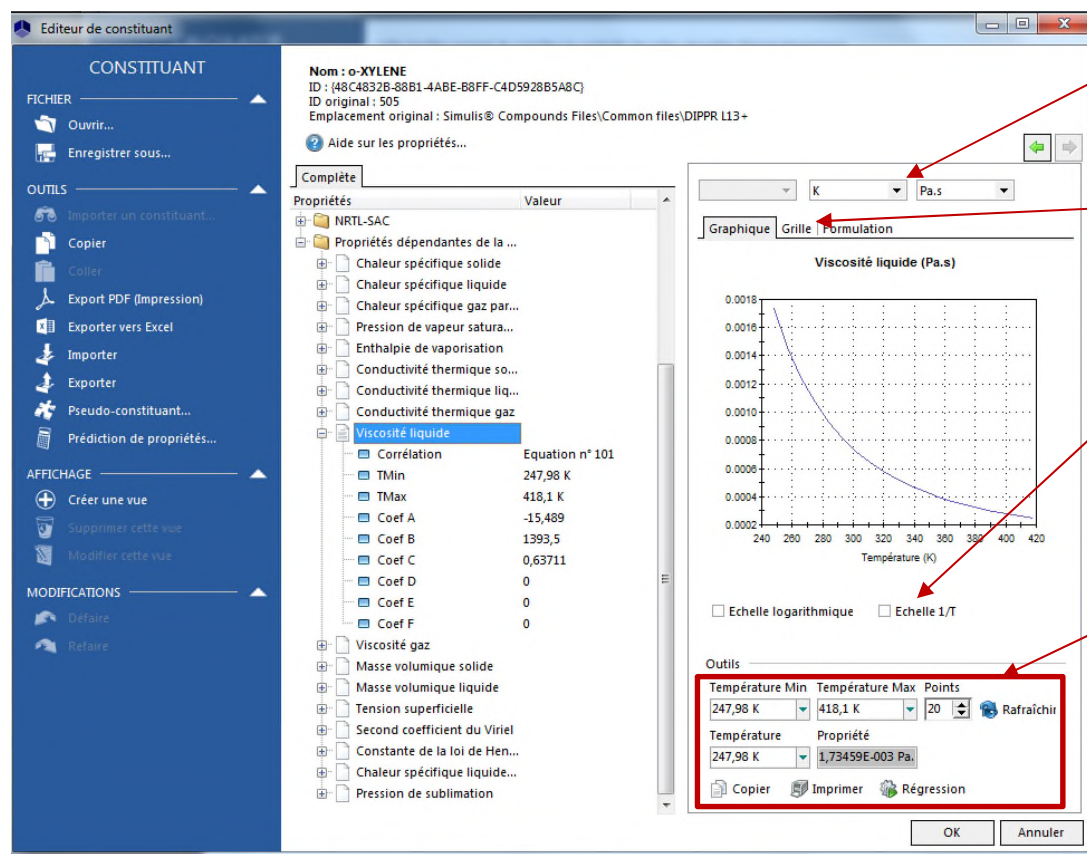 Editeur de constituant
CONSTITUANT
FICHIER
Ouvrir...
Enregistrer sous...
OUTILS
Importer un constituant...
Copier
Coller
Export PDF (Impression)
Exporter vers Excel
Importer
Exporter
Pseudo-constituant...
Prédiction de propriétés...
AFFICHAGE
Créer une vue
Supprimer cette vue
Modifier cette vue
MODIFICATIONS
Défaire
Refaire
Nom : o-XYLENE
ID : {48C4832B-88B1-4ABE-B8FF-C4D5928B5A8C}
ID original : 505
Emplacement original : Simulis® Compounds Files\Common files\DIPPR L13+
Aide sur les propriétés...
Complète
Propriétés Valeur
NRTL-SAC
Propriétés dépendantes de la ...
Chaleur spécifique solide
Chaleur spécifique liquide
Chaleur spécifique gaz par...
Pression de vapeur satura...
Enthalpie de vaporisation
Conductivité thermique so...
Conductivité thermique liq...
Conductivité thermique gaz
Viscosité liquide
Corrélation Equation n° 101
TMin 247,98 K
TMax 418,1 K
Coef A -15,489
Coef B 1393,5
Coef C 0,63711
Coef D 0
Coef E 0
Coef F 0
Viscosité gaz
Masse volumique solide
Masse volumique liquide
Tension superficielle
Second coefficient du Viriel
Constante de la loi de Hen...
Chaleur spécifique liquide...
Pression de sublimation
K Pa.s
Graphique Grille Formulation
Viscosité liquide (Pa.s)
0.0018
0.0016
0.0014
0.0012
0.0010
0.0008
0.0006
0.0004
0.0002
240 260 280 300 320 340 360 380 400 420
Température (K)
Echelle logarithmique Echelle 1/T
Outils
Température Min Température Max Points
247,98 K 418,1 K 20 Rafraîchir
Température Propriété
247,98 K 1,73459E-003 Pa.
Copier Imprimer Régression
OK Annuler